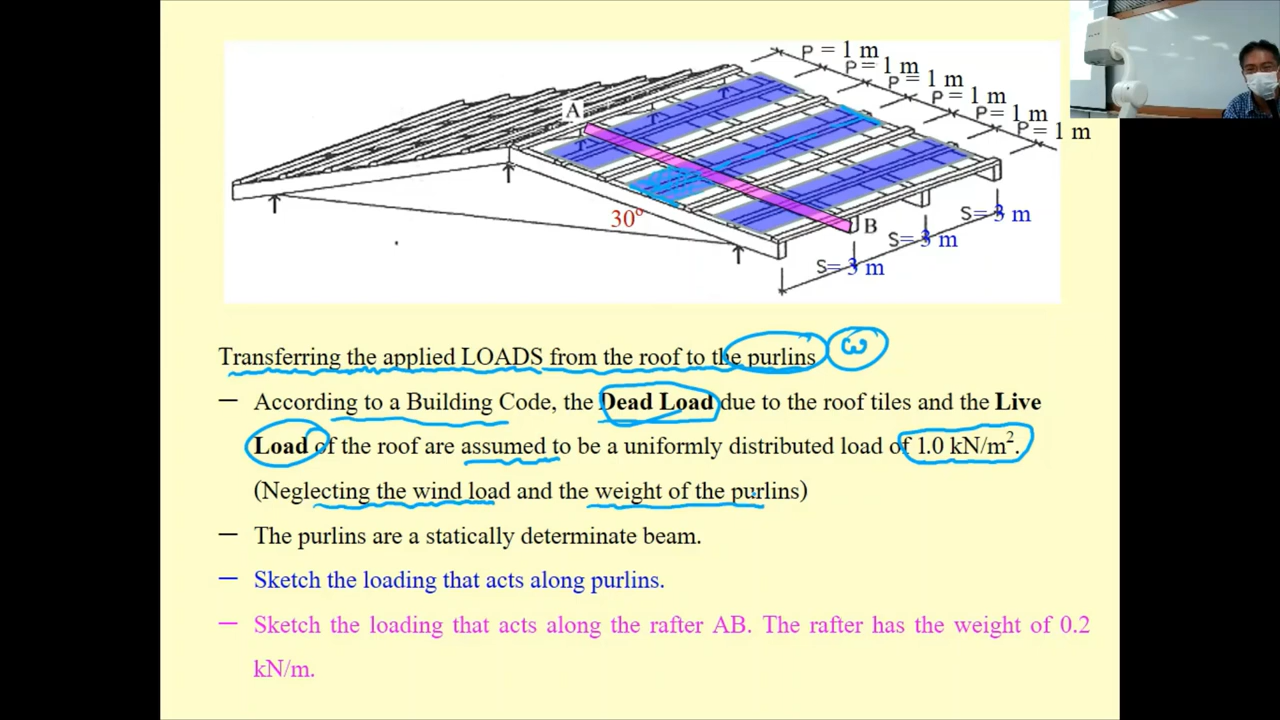 P = 1 m
P = 1 m
P = 1 m
P = 1 m
P = 1 m
P = 1 m
A
30°
B
S= 3 m
S= 3 m
S= 3 m
Transferring the applied LOADS from the roof to the purlins ω
— According to a Building Code, the Dead Load due to the roof tiles and the Live
Load of the roof are assumed to be a uniformly distributed load of 1.0 kN/m².
(Neglecting the wind load and the weight of the purlins)
— The purlins are a statically determinate beam.
— Sketch the loading that acts along purlins.
— Sketch the loading that acts along the rafter AB. The rafter has the weight of 0.2
kN/m.